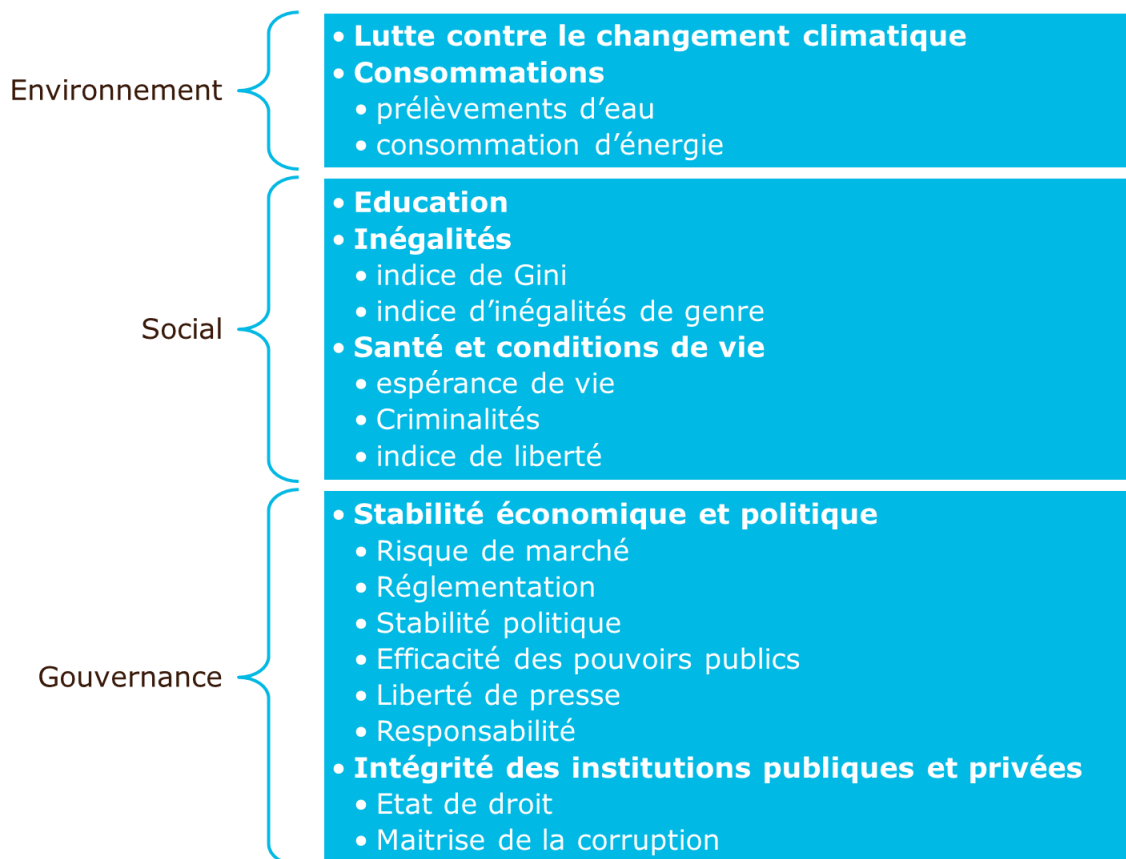 Environnement
• Lutte contre le changement climatique
• Consommations
• prélèvements d’eau
• consommation d’énergie
Social
• Education
• Inégalités
• indice de Gini
• indice d’inégalités de genre
• Santé et conditions de vie
• espérance de vie
• Criminalités
• indice de liberté
Gouvernance
• Stabilité économique et politique
• Risque de marché
• Réglementation
• Stabilité politique
• Efficacité des pouvoirs publics
• Liberté de presse
• Responsabilité
• Intégrité des institutions publiques et privées
• Etat de droit
• Maitrise de la corruption